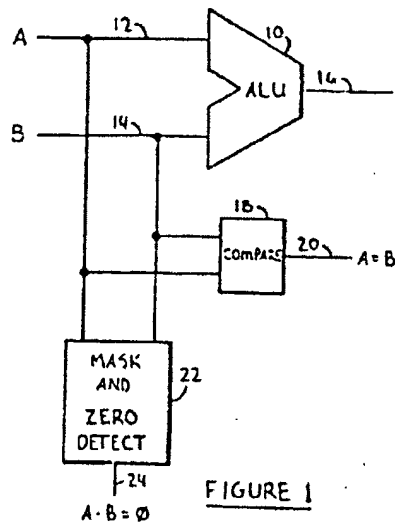 A
12
10
ALU
16
B
14
18
COMPARE
20
A = B
MASK
AND
ZERO
DETECT
22
24
A · B = Ø
FIGURE 1